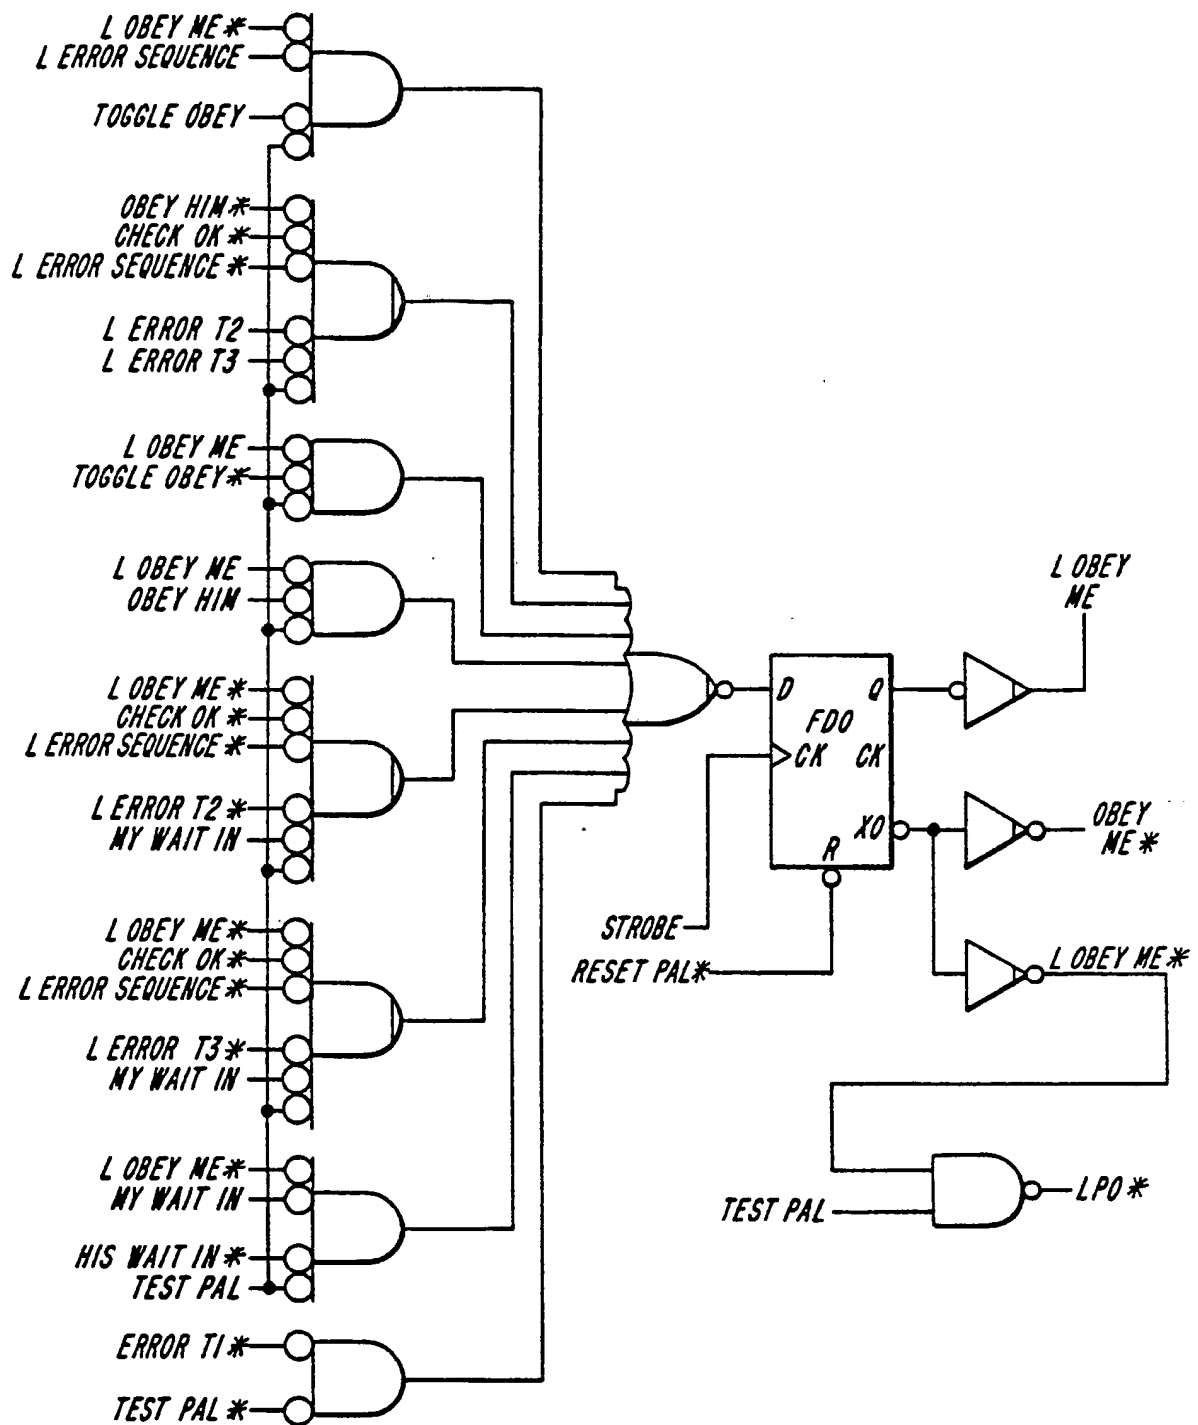 L OBEY ME*
L ERROR SEQUENCE
TOGGLE OBEY
OBEY HIM*
CHECK OK*
L ERROR SEQUENCE*
L ERROR T2
L ERROR T3
L OBEY ME
TOGGLE OBEY*
L OBEY ME
OBEY HIM
L OBEY ME*
CHECK OK*
L ERROR SEQUENCE*
L ERROR T2*
MY WAIT IN
L OBEY ME*
CHECK OK*
L ERROR SEQUENCE*
L ERROR T3*
MY WAIT IN
L OBEY ME*
MY WAIT IN
HIS WAIT IN*
TEST PAL
ERROR T1*
TEST PAL*
D
Q
FDO
CK
CK
XO
R
STROBE
RESET PAL*
L OBEY
ME
OBEY
ME*
L OBEY ME*
TEST PAL
LPO*